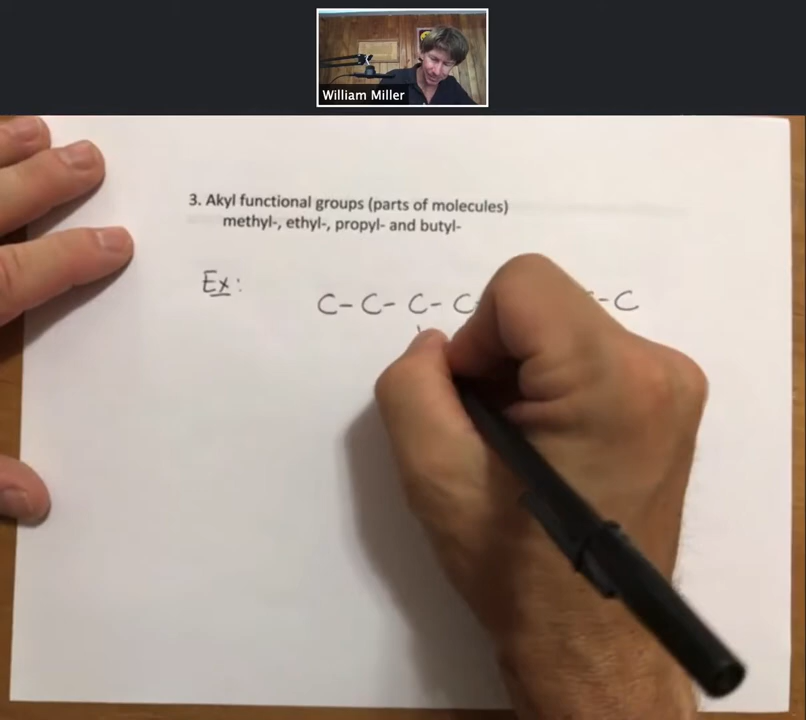 William Miller
3. Akyl functional groups (parts of molecules)
methyl-, ethyl-, propyl- and butyl-
Ex:
C-C-C-C -C